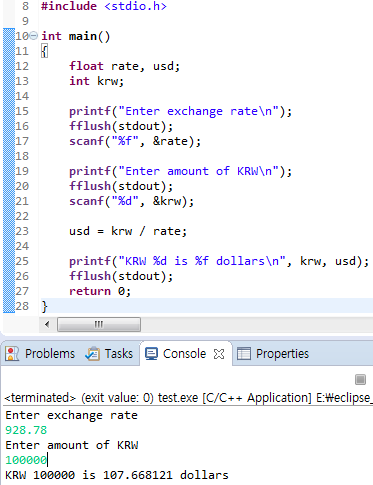 8 #include <stdio.h>
9
10 int main()
11 {
12 float rate, usd;
13 int krw;
14
15 printf("Enter exchange rate\n");
16 fflush(stdout);
17 scanf("%f", &rate);
18
19 printf("Enter amount of KRW\n");
20 fflush(stdout);
21 scanf("%d", &krw);
22
23 usd = krw / rate;
24
25 printf("KRW %d is %f dollars\n", krw, usd);
26 fflush(stdout);
27 return 0;
28 }
Problems Tasks Console Properties
<terminated> (exit value: 0) test.exe [C/C++ Application] E:₩eclipse_
Enter exchange rate
928.78
Enter amount of KRW
100000
KRW 100000 is 107.668121 dollars